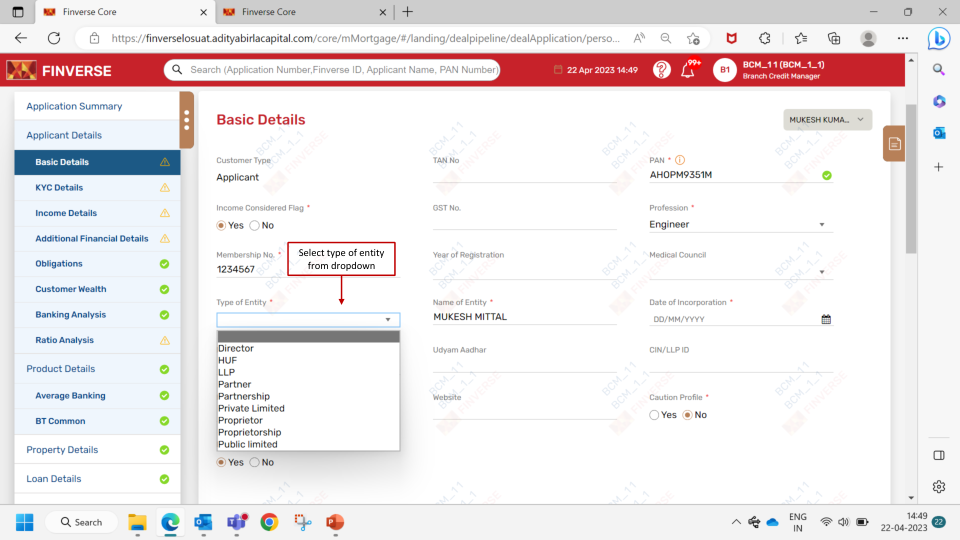 Finverse Core
Finverse Core
https://finverselosuat.adityabirlacapital.com/core/mMortgage/#/landing/dealpipeline/dealApplication/perso...
FINVERSE
Search (Application Number,Finverse ID, Applicant Name, PAN Number)
22 Apr 2023 14:49
99+
B1
BCM_1 1 (BCM_1_1)
Branch Credit Manager
Application Summary
Applicant Details
Basic Details
KYC Details
Income Details
Additional Financial Details
Obligations
Customer Wealth
Banking Analysis
Ratio Analysis
Product Details
Average Banking
BT Common
Property Details
Loan Details
Basic Details
MUKESH KUMA...
Customer Type
Applicant
TAN No
PAN *
AHOPM9351M
Income Considered Flag *
Yes No
GST No.
Profession *
Engineer
Membership No. *
1234567
Select type of entity
from dropdown
Year of Registration
Medical Council
Type of Entity *
Name of Entity *
MUKESH MITTAL
Date of Incorporation *
DD/MM/YYYY
Director
HUF
LLP
Partner
Partnership
Private Limited
Proprietor
Proprietorship
Public limited
Udyam Aadhar
CIN/LLP ID
Website
Caution Profile *
Yes No
Yes No
BCM_1 1
BCM_1_1
FINVERSE
Search
ENG
IN
14:49
22-04-2023
22